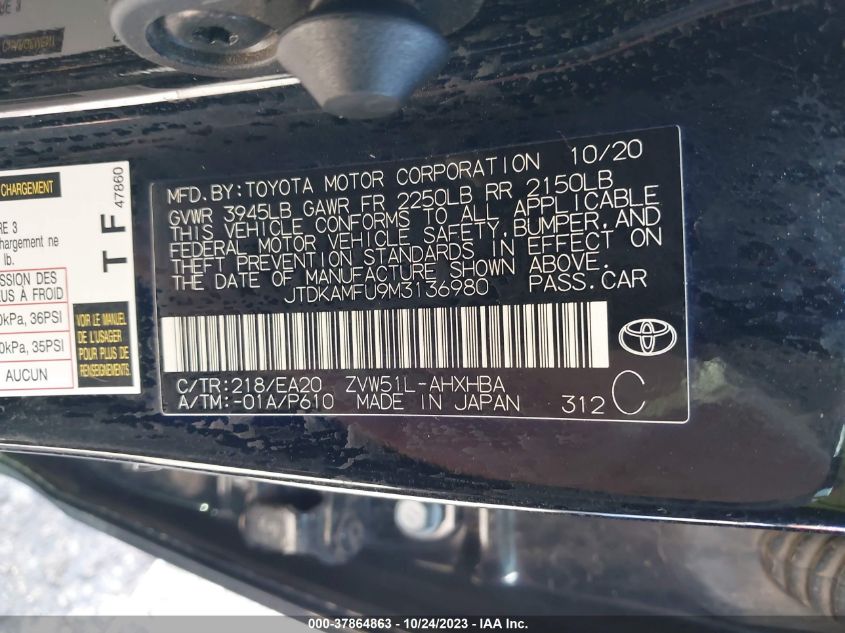 CHARGEMENT
RE 3
chargement ne
lb.
SSION DES
US À FROID
0kPa, 36PSI
0kPa, 35PSI
AUCUN
VOIR LE MANUEL
DE L'USAGER
POUR PLUS DE
RENSEIGNEMENTS
T F
47860
MFD.BY:TOYOTA MOTOR CORPORATION 10/20
GVWR 3945LB GAWR FR 2250LB RR 2150LB
THIS VEHICLE CONFORMS TO ALL APPLICABLE
FEDERAL MOTOR VEHICLE SAFETY,BUMPER,AND
THEFT PREVENTION STANDARDS IN EFFECT ON
THE DATE OF MANUFACTURE SHOWN ABOVE.
JTDKAMFU9M3136980 PASS.CAR
C/TR:218/EA20 ZVW51L-AHXHBA
A/TM:-01A/P610 MADE IN JAPAN 312 C
000-37864863 - 10/24/2023 - IAA Inc.